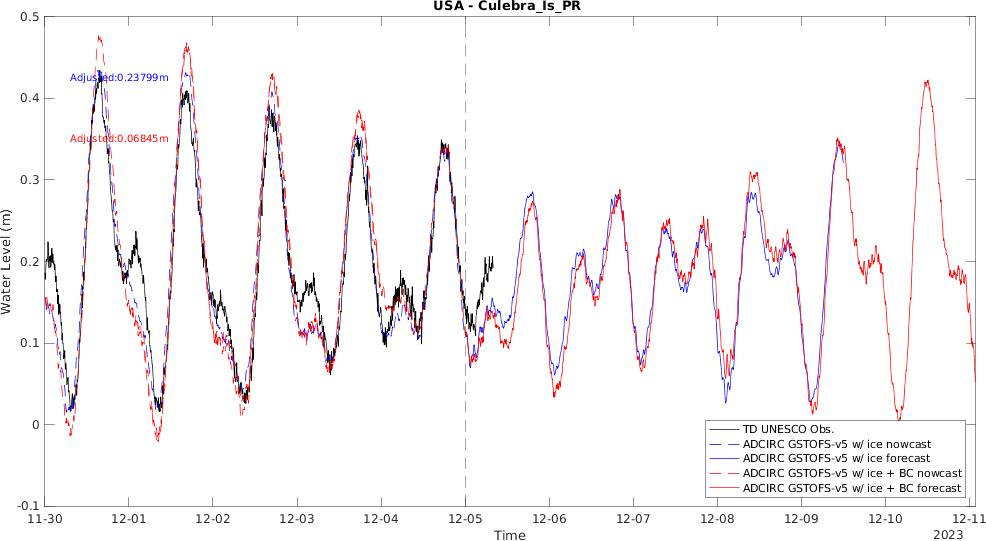 USA - Culebra_Is_PR
0.5
0.4
0.3
0.2
0.1
0
-0.1
Water Level (m)
Adjusted:0.23799m
Adjusted:0.06845m
TD UNESCO Obs.
ADCIRC GSTOFS-v5 w/ ice nowcast
ADCIRC GSTOFS-v5 w/ ice forecast
ADCIRC GSTOFS-v5 w/ ice + BC nowcast
ADCIRC GSTOFS-v5 w/ ice + BC forecast
11-30 12-01 12-02 12-03 12-04 12-05 12-06 12-07 12-08 12-09 12-10 12-11
Time
2023